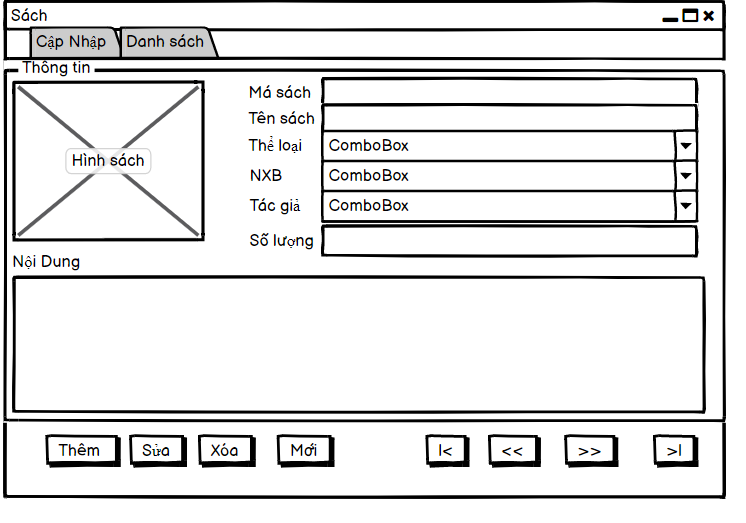 Sách
Cập Nhập Danh sách
Thông tin
Hình sách
Má sách
Tên sách
Thể loại ComboBox
NXB ComboBox
Tác giả ComboBox
Số lượng
Nội Dung
Thêm Sửa Xóa Mới |< << >> >|